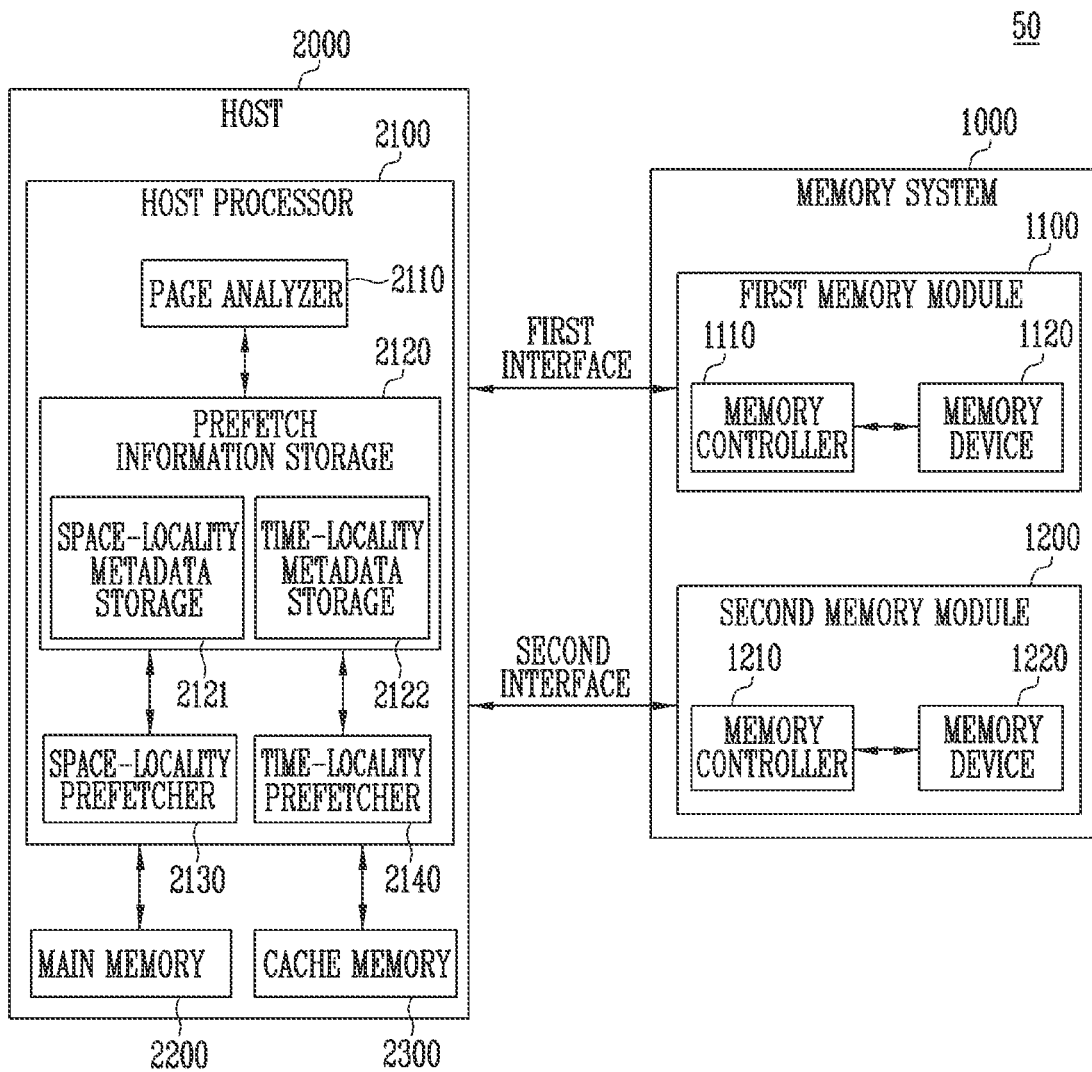 50
2000
HOST
2100
HOST PROCESSOR
PAGE ANALYZER
2110
2120
PREFETCH
INFORMATION STORAGE
SPACE-LOCALITY
METADATA
STORAGE
TIME-LOCALITY
METADATA
STORAGE
2121
2122
SPACE-LOCALITY
PREFETCHER
TIME-LOCALITY
PREFETCHER
2130
2140
MAIN MEMORY
CACHE MEMORY
2200
2300
FIRST
INTERFACE
SECOND
INTERFACE
1000
MEMORY SYSTEM
1100
FIRST MEMORY MODULE
1110
1120
MEMORY
CONTROLLER
MEMORY
DEVICE
1200
SECOND MEMORY MODULE
1210
1220
MEMORY
CONTROLLER
MEMORY
DEVICE